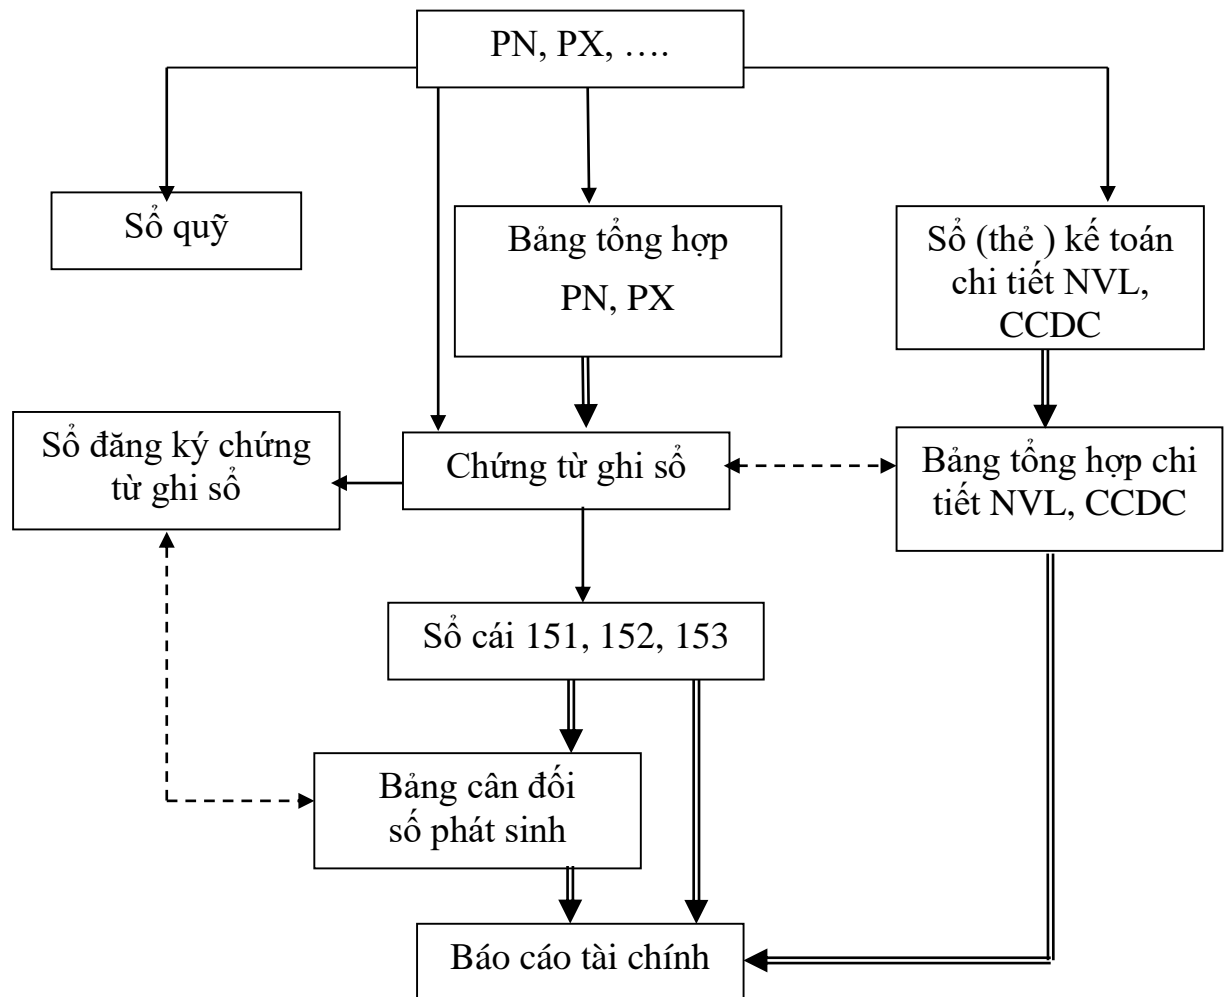 PN, PX, ….
Sổ quỹ
Bảng tổng hợp
PN, PX
Sổ (thẻ ) kế toán
chi tiết NVL,
CCDC
Sổ đăng ký chứng
từ ghi sổ
Chứng từ ghi sổ
Bảng tổng hợp chi
tiết NVL, CCDC
Sổ cái 151, 152, 153
Bảng cân đối
số phát sinh
Báo cáo tài chính